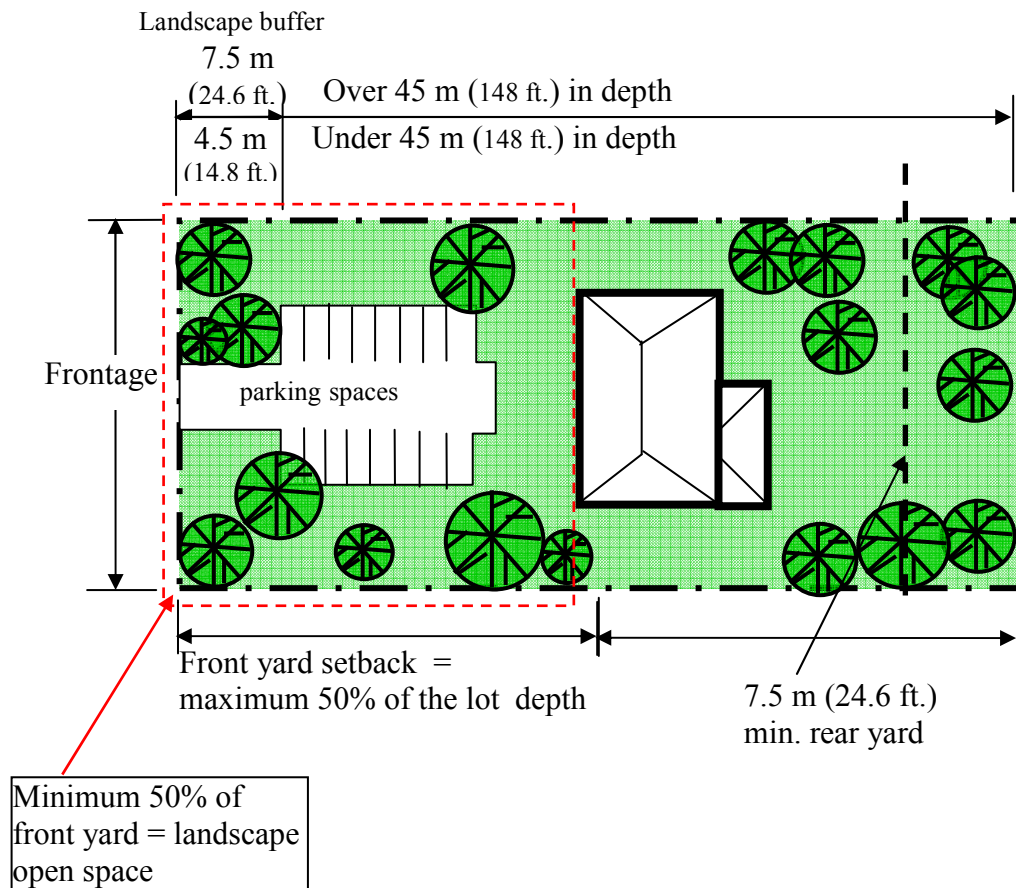 Landscape buffer
7.5 m
(24.6 ft.)
Over 45 m (148 ft.) in depth
4.5 m
(14.8 ft.)
Under 45 m (148 ft.) in depth
Frontage
parking spaces
Front yard setback =
maximum 50% of the lot depth
7.5 m (24.6 ft.)
min. rear yard
Minimum 50% of
front yard = landscape
open space